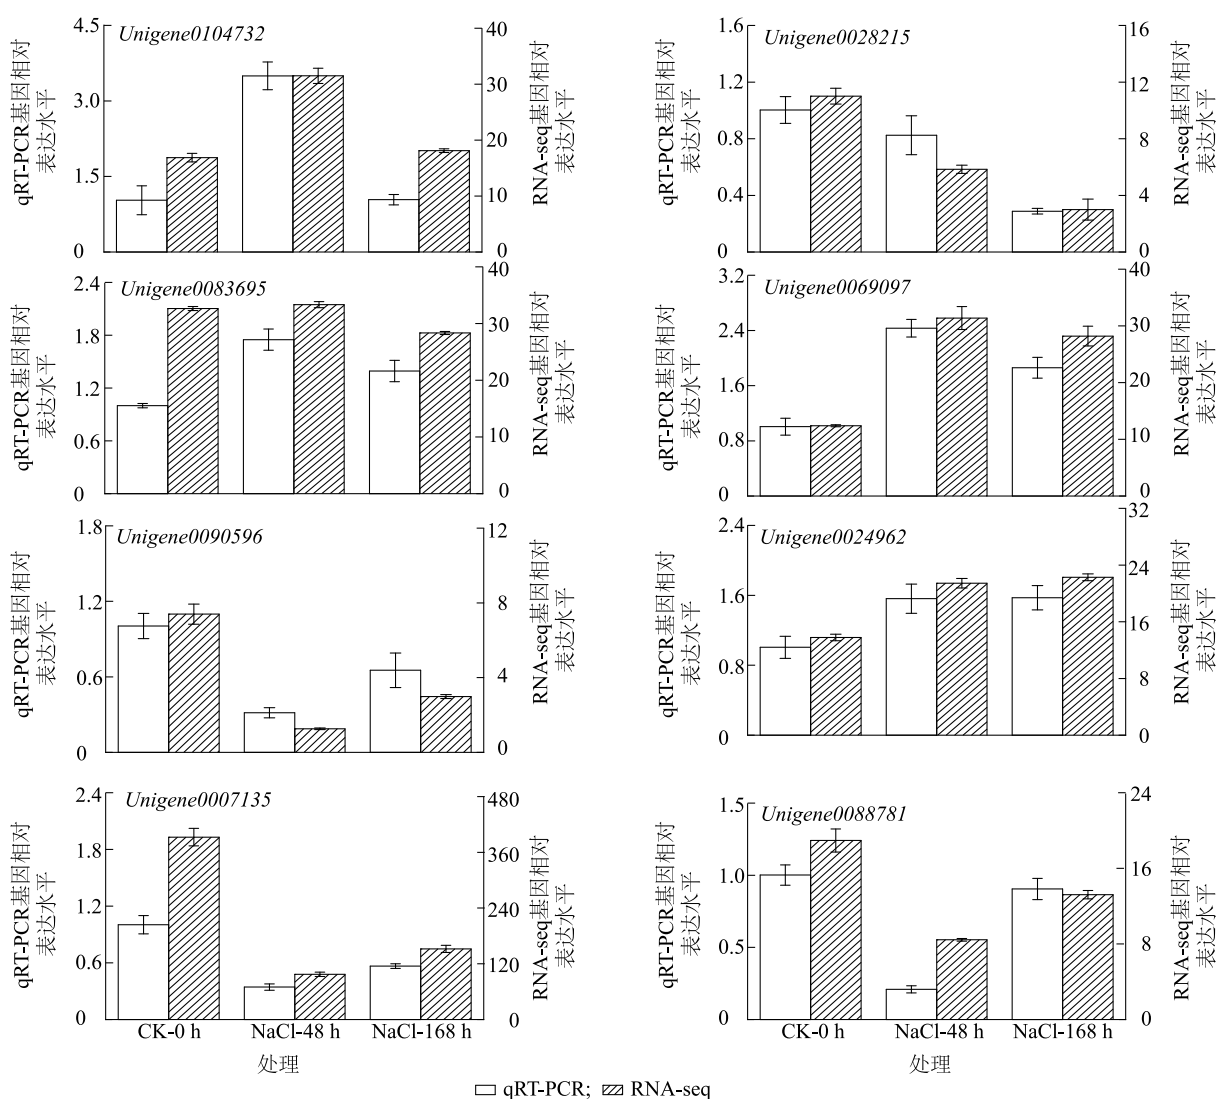 Unigene0104732
4.5
3.0
1.5
0
40
30
20
10
0
qRT-PCR基因相对
表达水平
RNA-seq基因相对
表达水平
Unigene0028215
1.6
1.2
0.8
0.4
0
16
12
8
4
0
qRT-PCR基因相对
表达水平
RNA-seq基因相对
表达水平
Unigene0083695
2.4
1.8
1.2
0.6
0
40
30
20
10
0
qRT-PCR基因相对
表达水平
RNA-seq基因相对
表达水平
Unigene0069097
3.2
2.4
1.6
0.8
0
40
30
20
10
0
qRT-PCR基因相对
表达水平
RNA-seq基因相对
表达水平
Unigene0090596
1.8
1.2
0.6
0
12
8
4
0
qRT-PCR基因相对
表达水平
RNA-seq基因相对
表达水平
Unigene0024962
2.4
1.6
0.8
0
32
24
16
8
0
qRT-PCR基因相对
表达水平
RNA-seq基因相对
表达水平
Unigene0007135
2.4
1.8
1.2
0.6
0
480
360
240
120
0
qRT-PCR基因相对
表达水平
RNA-seq基因相对
表达水平
CK-0 h NaCl-48 h NaCl-168 h
处理
Unigene0088781
1.5
1.0
0.5
0
24
16
8
0
qRT-PCR基因相对
表达水平
RNA-seq基因相对
表达水平
CK-0 h NaCl-48 h NaCl-168 h
处理
qRT-PCR; RNA-seq